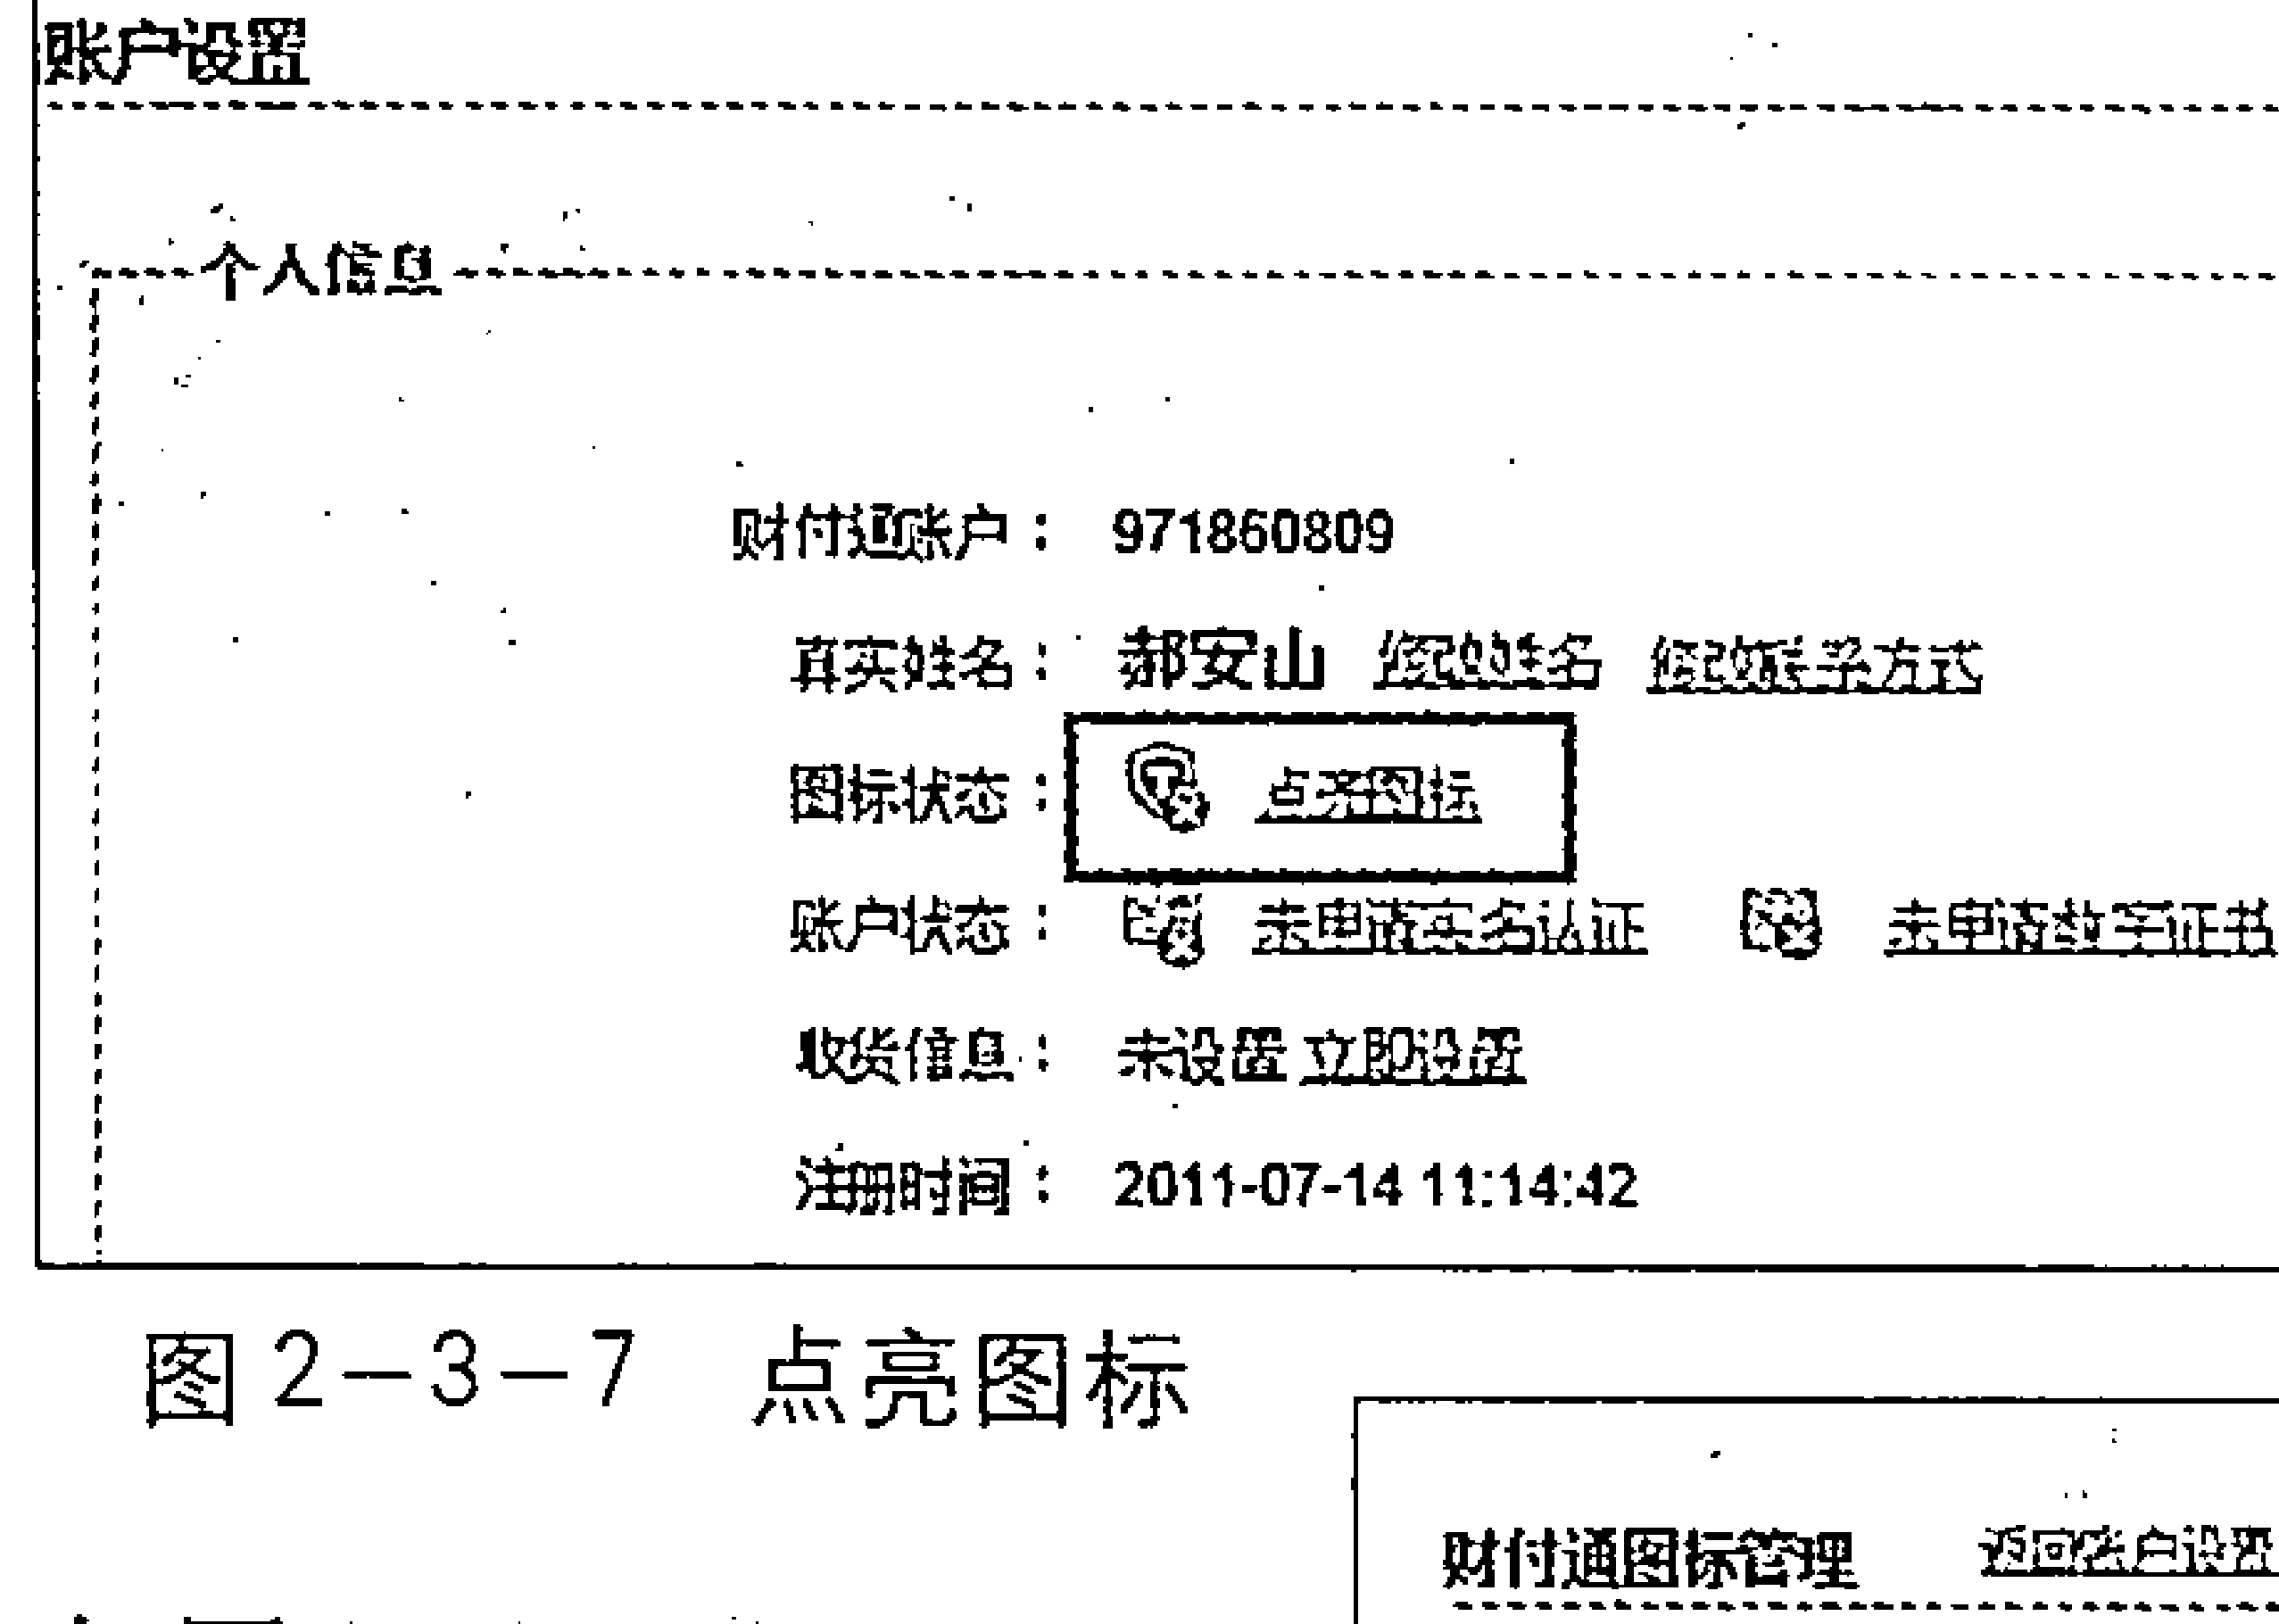 账户设置
个人信息
财付通账户： 971860809
真实姓名： 郝安山 修改姓名 修改联系方式
图标状态： 点亮图标
账户状态： 未申请实名认证 未申请数字证书
收货信息： 未设置 立即设置
注册时间： 2011-07-14 11:14:42
图2-3-7 点亮图标
财付通图标管理 返回账户设置